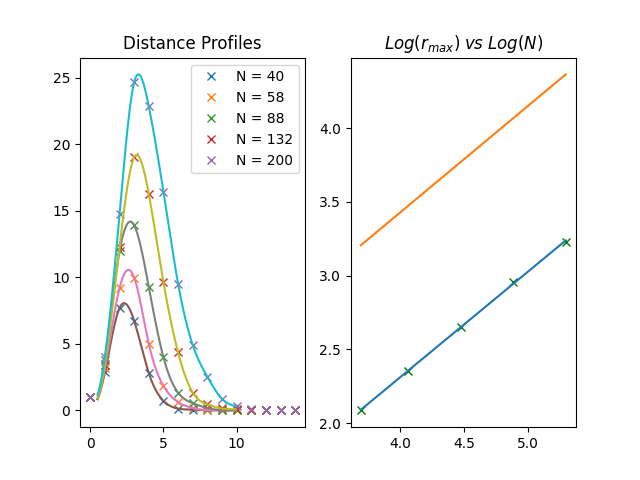 Distance Profiles
25
20
15
10
5
0
0 5 10
N = 40
N = 58
N = 88
N = 132
N = 200
Log(r_max) vs Log(N)
4.0
3.5
3.0
2.5
2.0
4.0 4.5 5.0